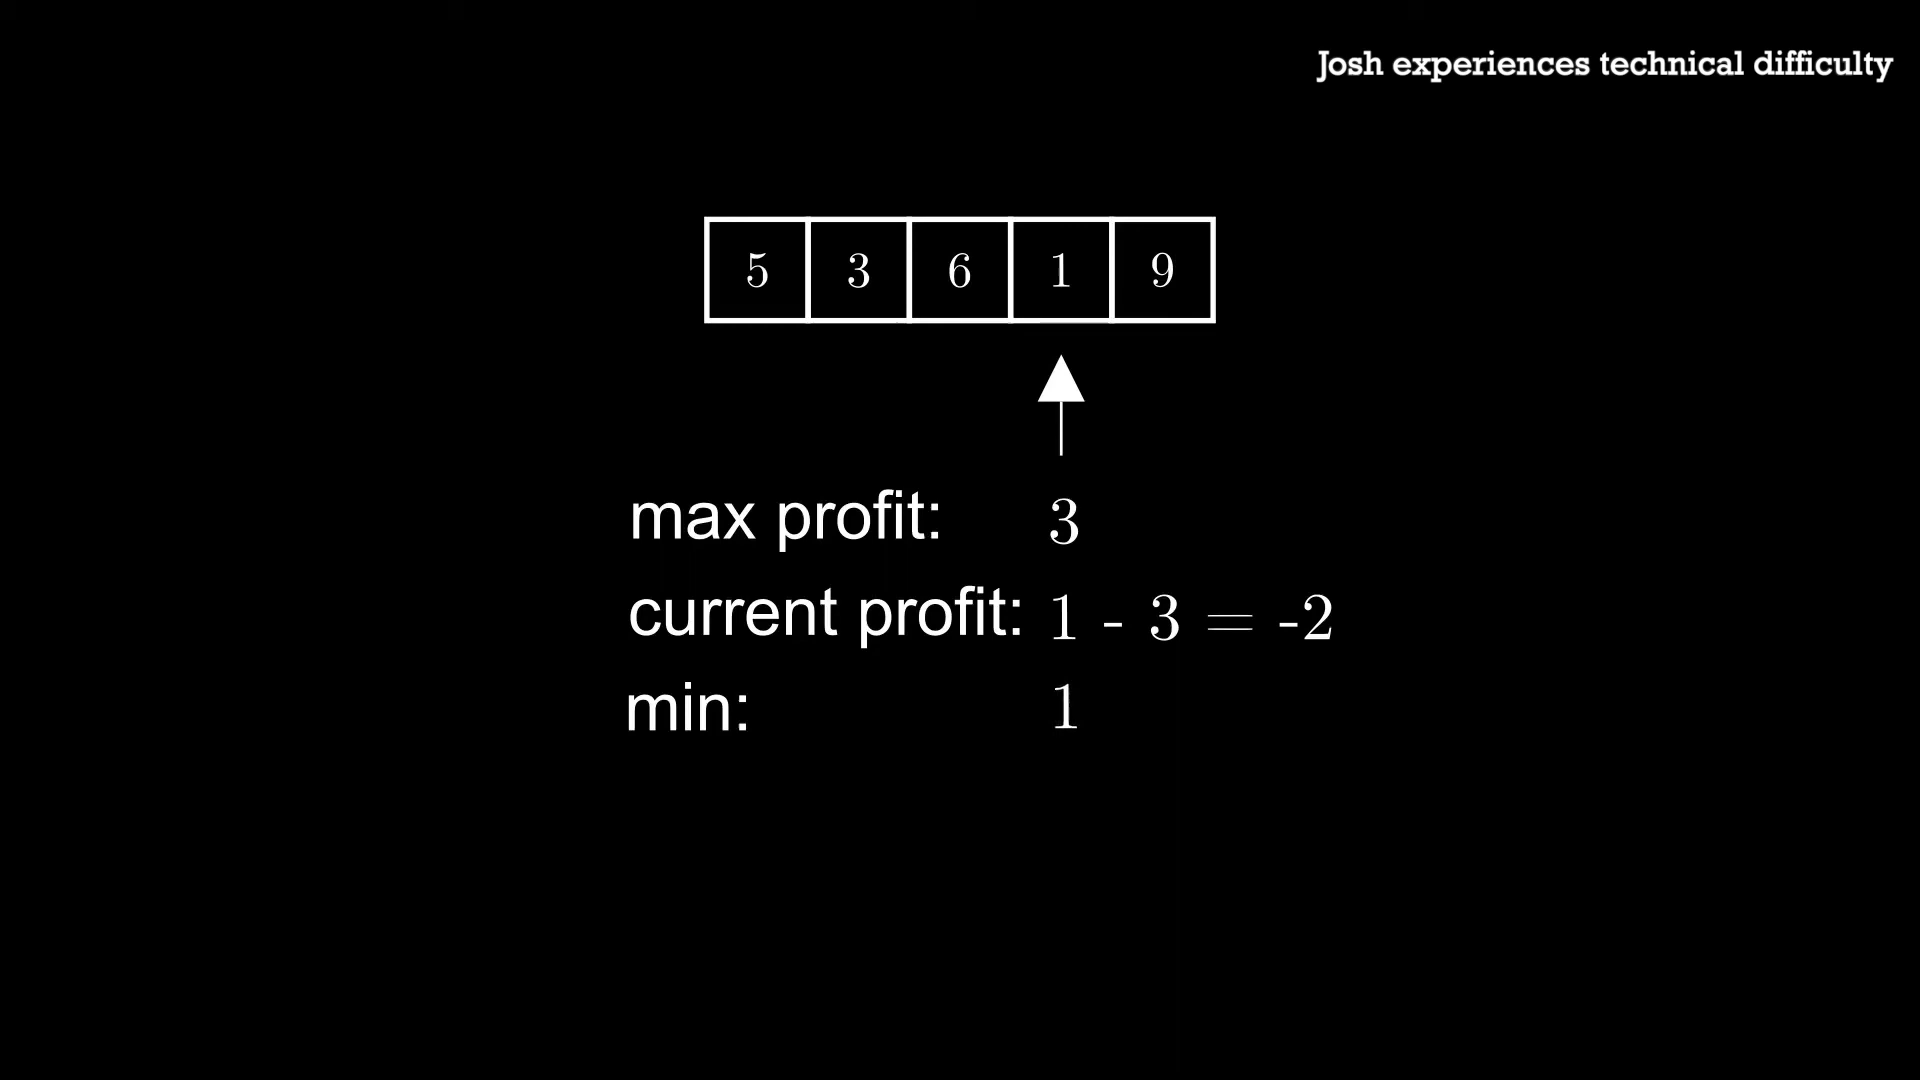 Josh experiences technical difficulty
5 3 6 1 9
max profit: 3
current profit: 1 - 3 = -2
min: 1